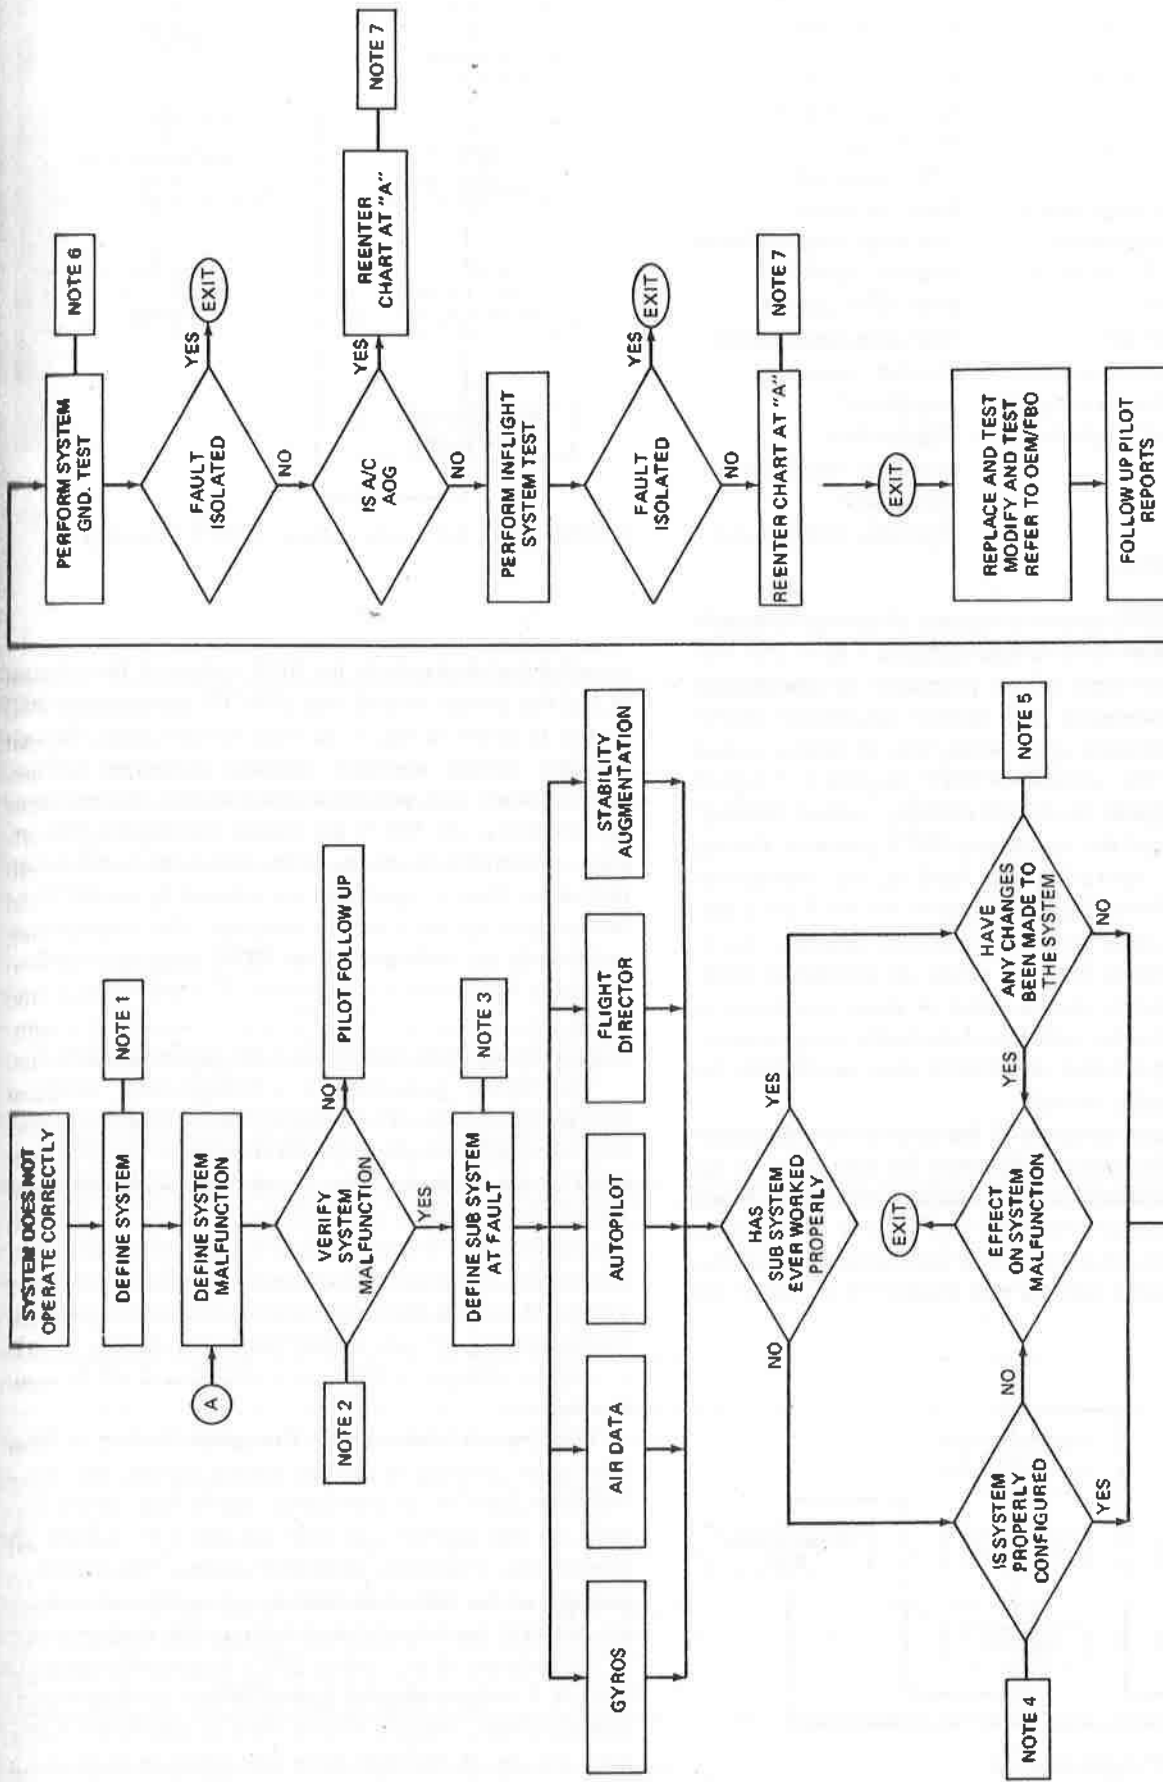 SYSTEM DOES NOT
OPERATE CORRECTLY
DEFINE SYSTEM
NOTE 1
A
DEFINE SYSTEM
MALFUNCTION
VERIFY
SYSTEM
MALFUNCTION
NOTE 2
NO
PILOT FOLLOW UP
YES
DEFINE SUB SYSTEM
AT FAULT
NOTE 3
GYROS
AIR DATA
AUTOPILOT
FLIGHT
DIRECTOR
STABILITY
AUGMENTATION
HAS
SUB SYSTEM
EVER WORKED
PROPERLY
NO
YES
EXIT
NOTE 4
IS SYSTEM
PROPERLY
CONFIGURED
NO
YES
EFFECT
ON SYSTEM
MALFUNCTION
YES
HAVE
ANY CHANGES
BEEN MADE TO
THE SYSTEM
NO
NOTE 5
PERFORM SYSTEM
GND. TEST
NOTE 6
FAULT
ISOLATED
YES
EXIT
NO
IS A/C
AOG
YES
REENTER
CHART AT "A"
NOTE 7
NO
PERFORM INFLIGHT
SYSTEM TEST
FAULT
ISOLATED
YES
EXIT
NO
REENTER CHART AT "A"
NOTE 7
EXIT
REPLACE AND TEST
MODIFY AND TEST
REFER TO OEM/FBO
FOLLOW UP PILOT
REPORTS